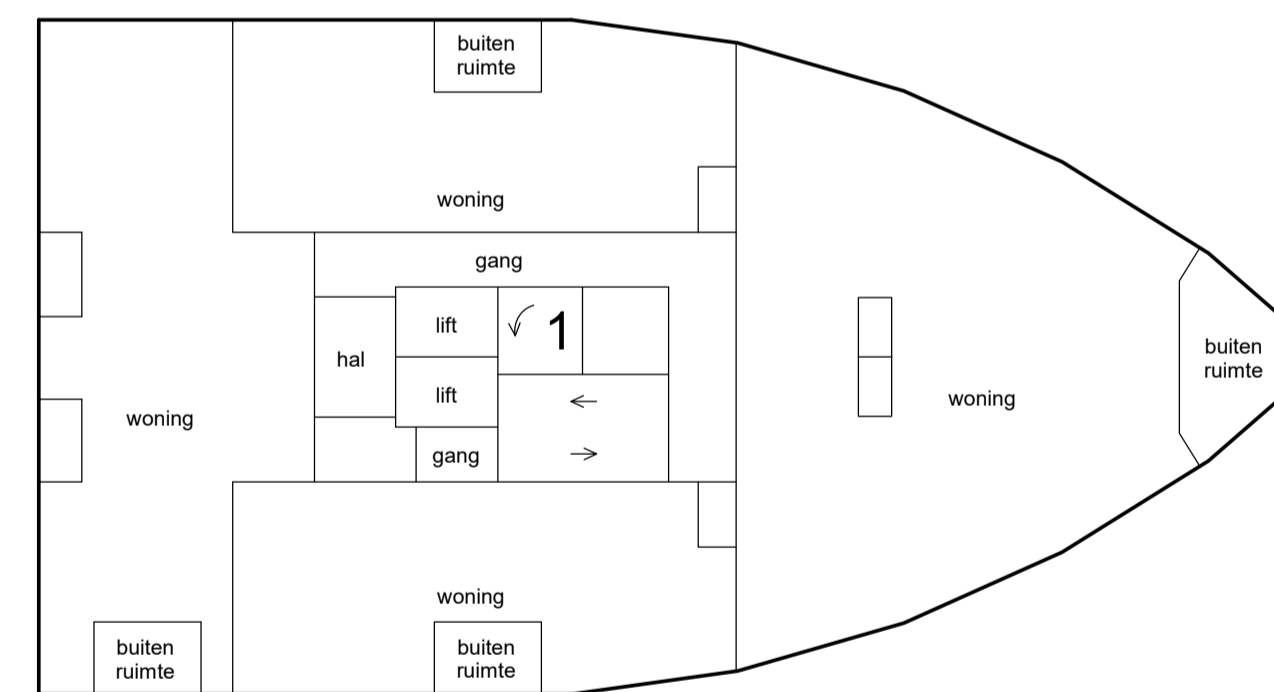 buiten
ruimte
woning
gang
lift
1
hal
lift
buiten
ruimte
woning
woning
gang
woning
buiten
ruimte
buiten
ruimte